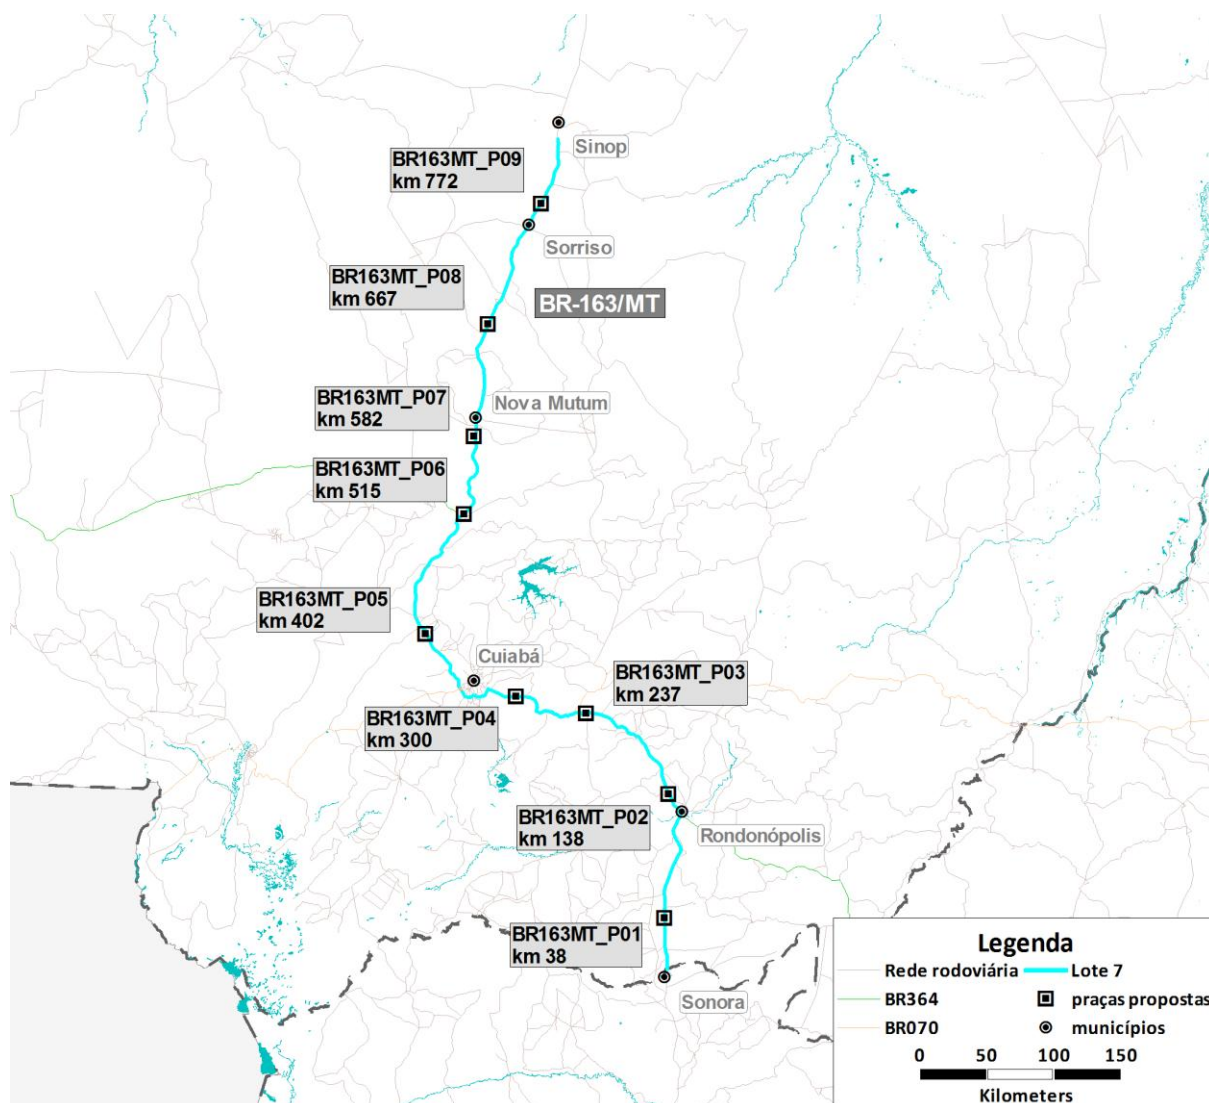 Sinop
BR163MT_P09
km 772
Sorriso
BR163MT_P08
km 667
BR-163/MT
BR163MT_P07
km 582
Nova Mutum
BR163MT_P06
km 515
BR163MT_P05
km 402
Cuiabá
BR163MT_P03
km 237
BR163MT_P04
km 300
BR163MT_P02
km 138
Rondonópolis
BR163MT_P01
km 38
Sonora
Legenda
Rede rodoviária
Lote 7
BR364
praças propostas
BR070
municípios
0 50 100 150
Kilometers